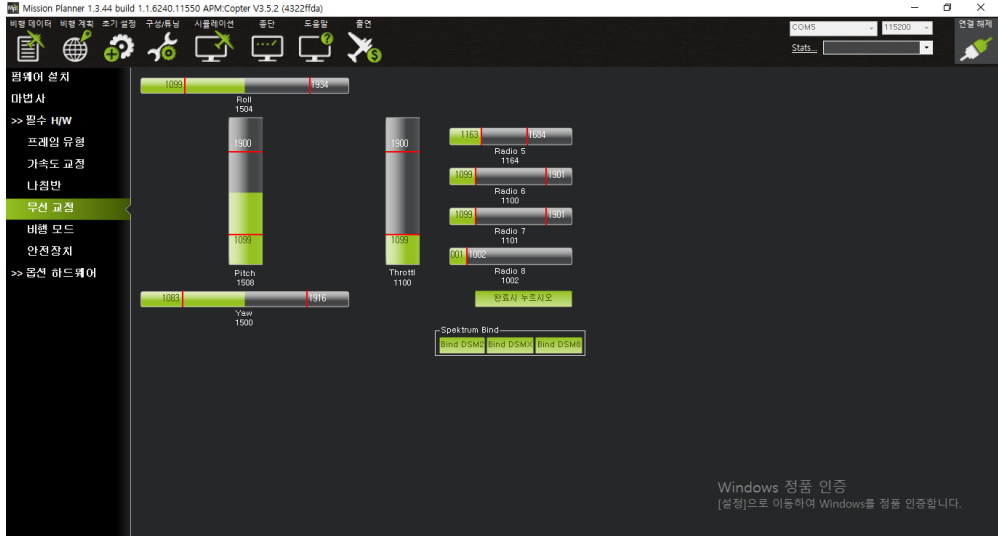 Mission Planner 1.3.44 build 1.1.6240.11550 APM:Copter V3.5.2 (4322ffda)
비행 데이터 비행 계획 초기 설정 구성/튜닝 시뮬레이션 종단 도움말 출연
COM5 115200 연결 해제
Stats...
펌웨어 설치
마법사
>> 필수 H/W
프레임 유형
가속도 교정
나침반
무선 교정
비행 모드
안전장치
>> 옵션 하드웨어
1099 1934
Roll
1504
1900
1099
Pitch
1508
1900
1099
Throttl
1100
1083 1916
Yaw
1500
1163 1684
Radio 5
1164
1099 1901
Radio 6
1100
1099 1901
Radio 7
1101
001 1002
Radio 8
1002
완료시 누르시오
Spektrum Bind
Bind DSM2 Bind DSMX Bind DSM8
Windows 정품 인증
[설정]으로 이동하여 Windows를 정품 인증합니다.